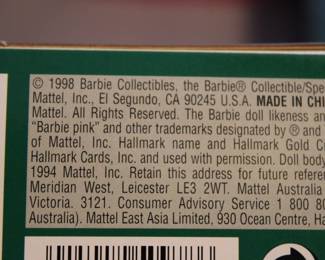 © 1998 Barbie Collectibles, the Barbie® Collectible/Spe
Mattel, Inc., El Segundo, CA 90245 U.S.A. MADE IN CHI
Mattel. All Rights Reserved. The Barbie doll likeness an
"Barbie pink" and other trademarks designated by ® and
of Mattel, Inc. Hallmark name and Hallmark Gold C
Hallmark Cards, Inc. and used with permission. Doll body
1994 Mattel, Inc. Retain this address for future referen
Meridian West, Leicester LE3 2WT. Mattel Australia
Victoria. 3121. Consumer Advisory Service 1 800 80
Australia). Mattel East Asia Limited, 930 Ocean Centre, Ha